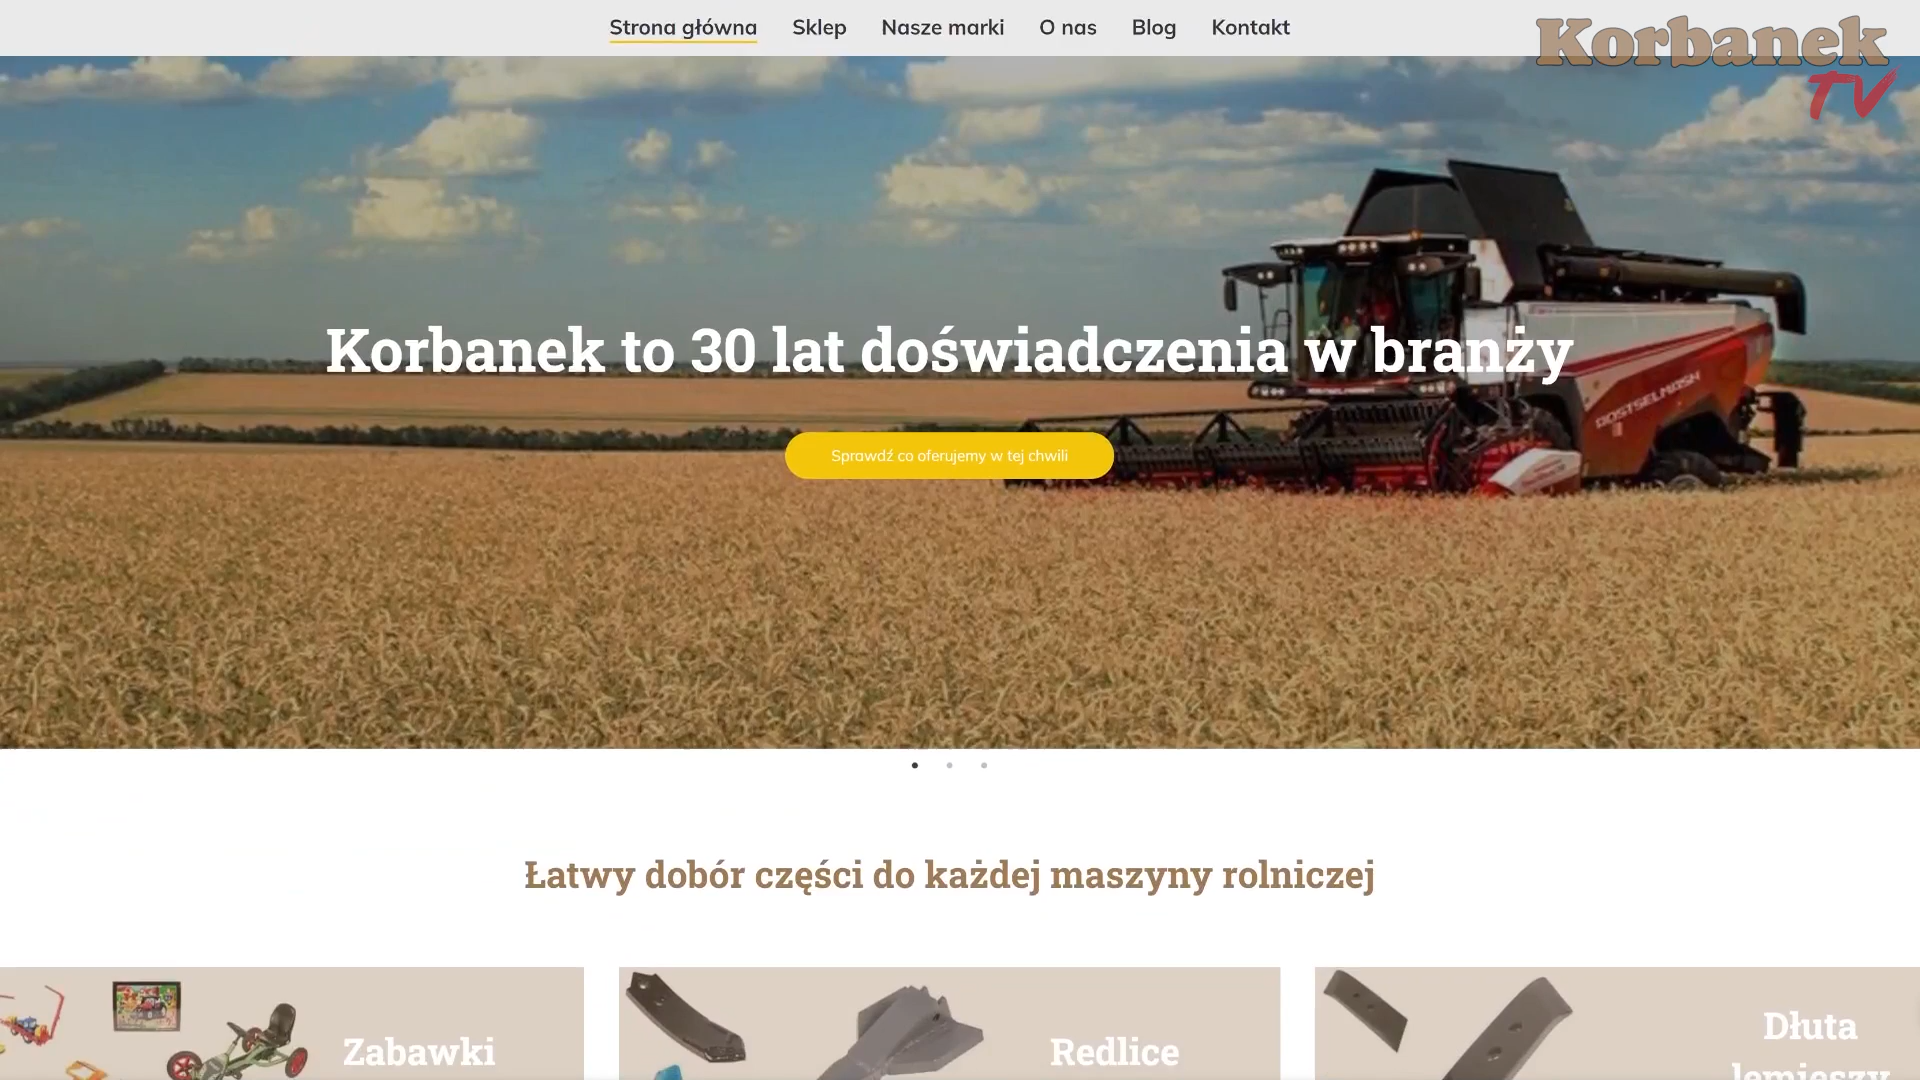 Strona główna Sklep Nasze marki O nas Blog Kontakt
Korbanek
TV
Korbanek to 30 lat doświadczenia w branży
ROSTSELMASH
Sprawdź co oferujemy w tej chwili
Łatwy dobór części do każdej maszyny rolniczej
Zabawki
Redlice
Dłuta
lemieszy